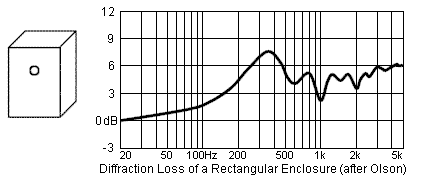 12
9
6
3
0dB
-3
20 50 100Hz 200 500 1k 2k 5k
Diffraction Loss of a Rectangular Enclosure (after Olson)